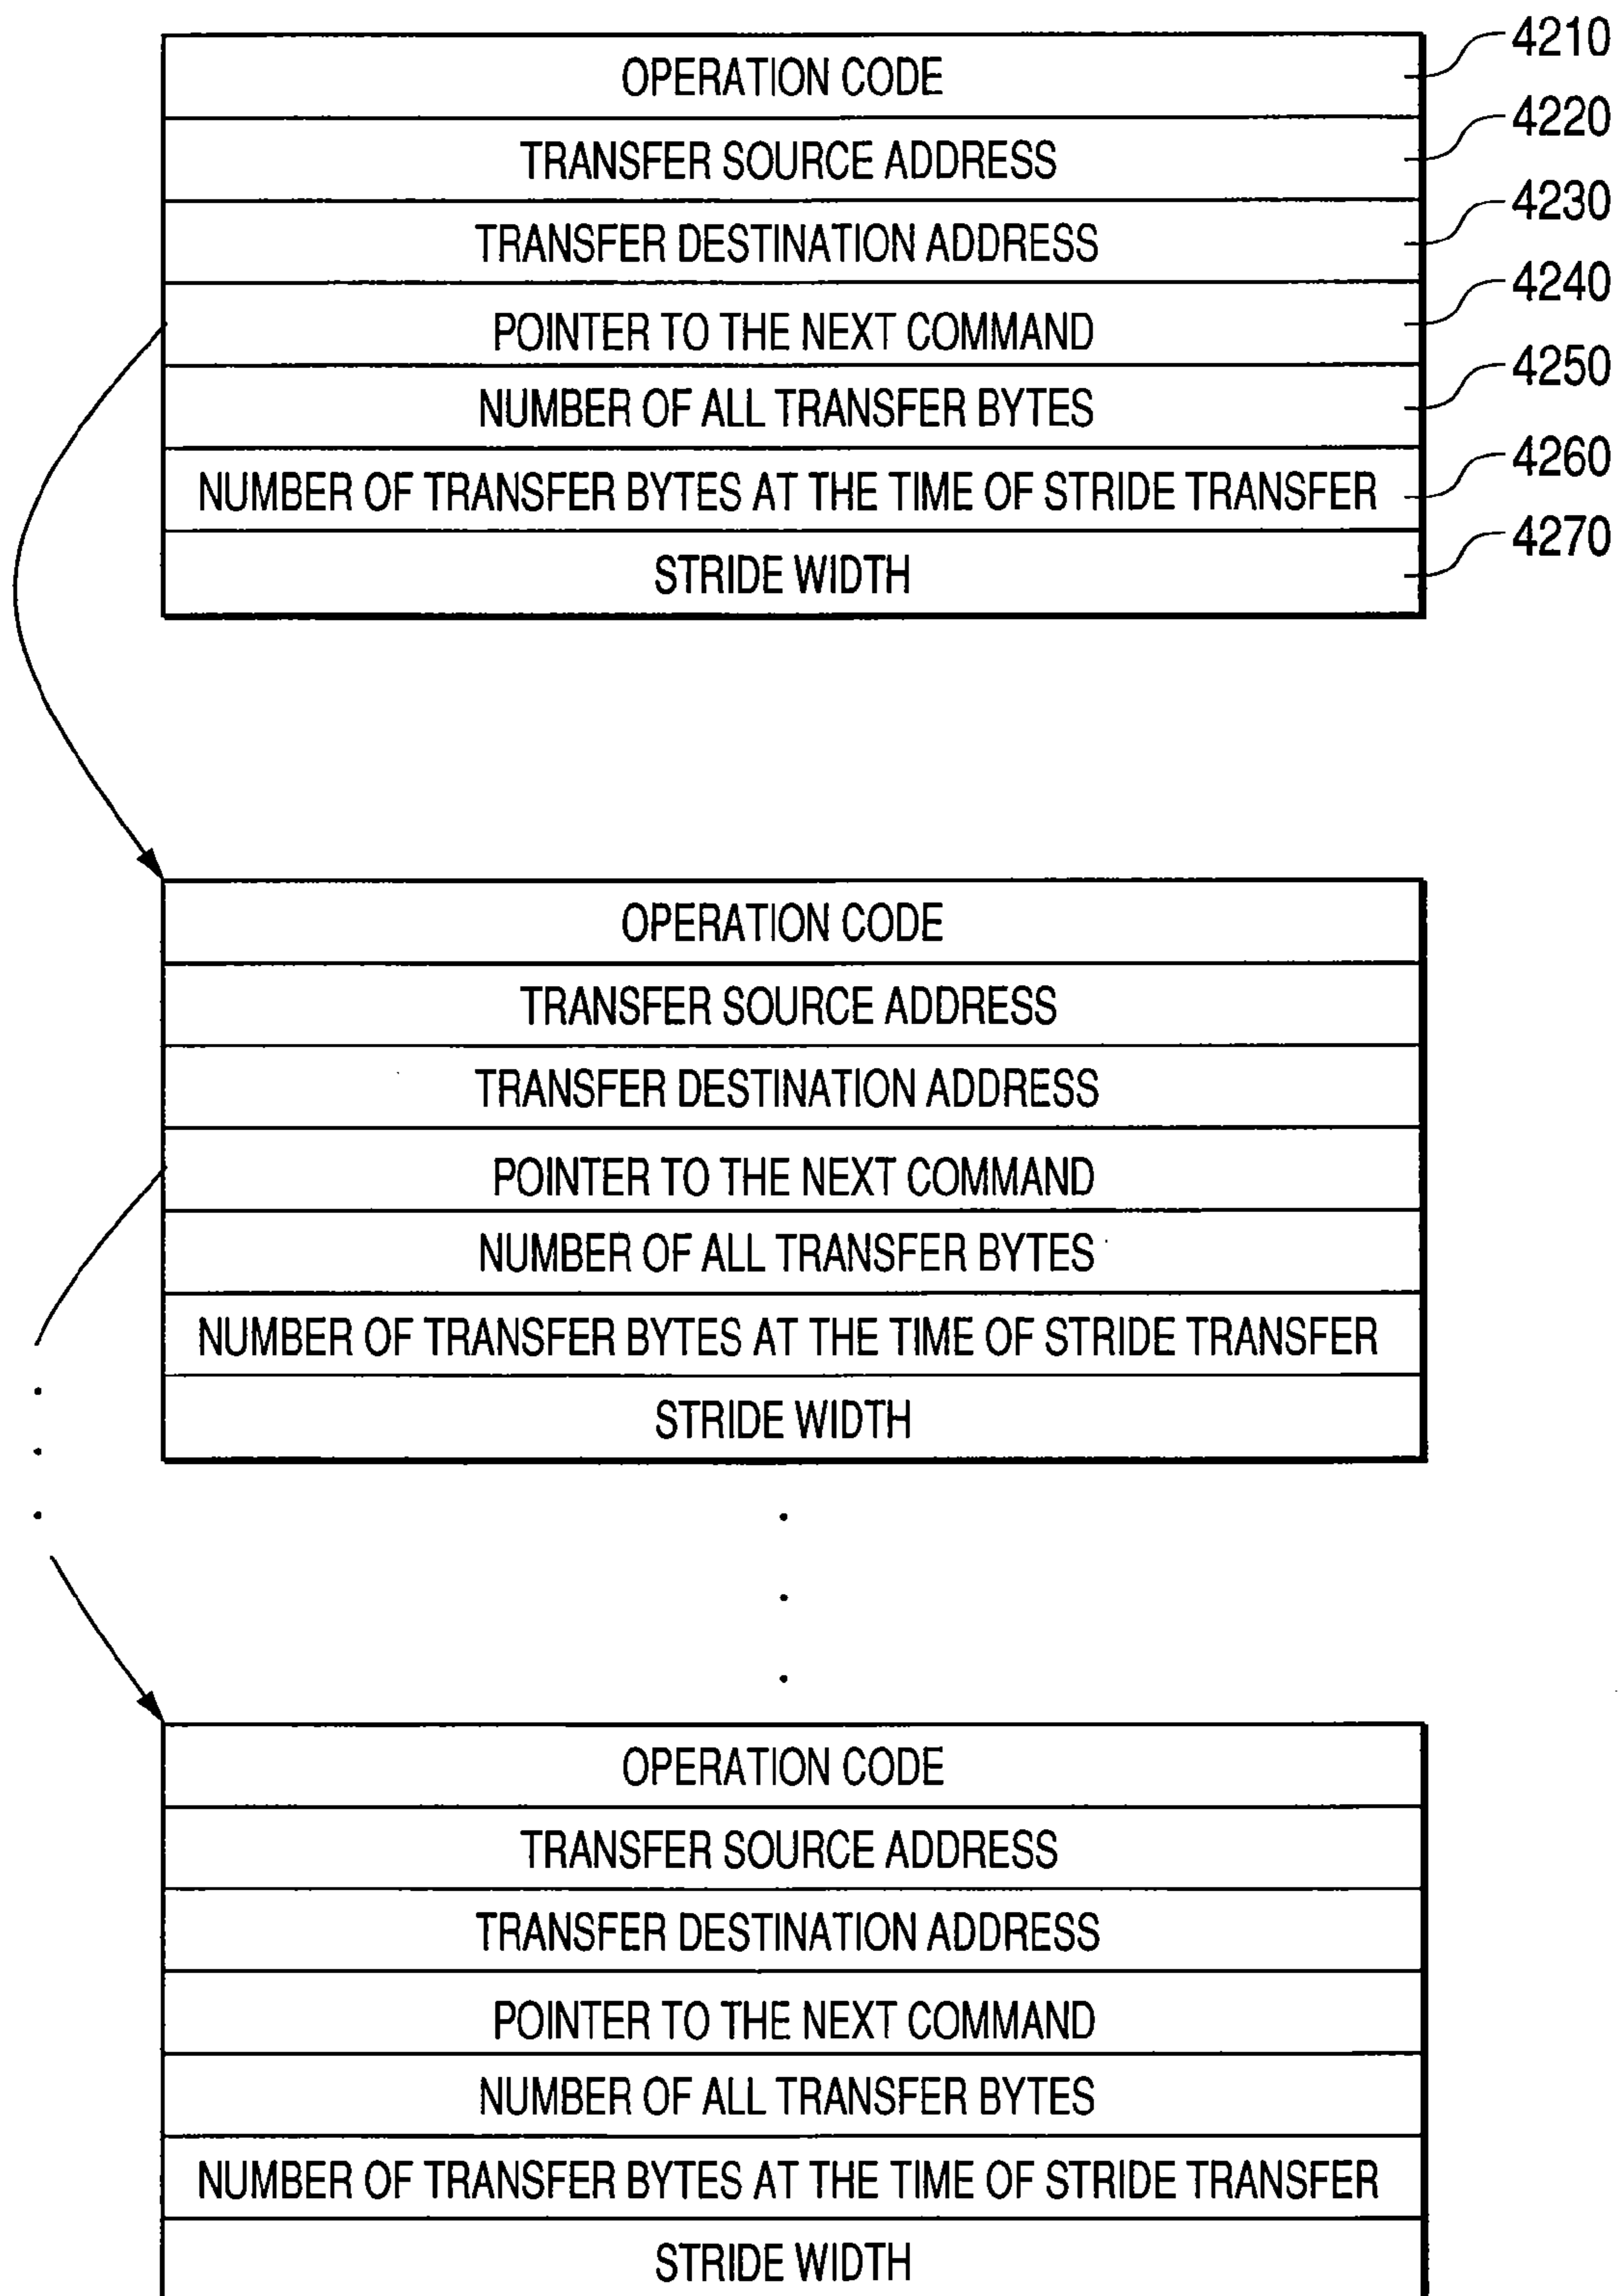 OPERATION CODE 4210
TRANSFER SOURCE ADDRESS 4220
TRANSFER DESTINATION ADDRESS 4230
POINTER TO THE NEXT COMMAND 4240
NUMBER OF ALL TRANSFER BYTES 4250
NUMBER OF TRANSFER BYTES AT THE TIME OF STRIDE TRANSFER 4260
STRIDE WIDTH 4270
OPERATION CODE
TRANSFER SOURCE ADDRESS
TRANSFER DESTINATION ADDRESS
POINTER TO THE NEXT COMMAND
NUMBER OF ALL TRANSFER BYTES
NUMBER OF TRANSFER BYTES AT THE TIME OF STRIDE TRANSFER
STRIDE WIDTH
OPERATION CODE
TRANSFER SOURCE ADDRESS
TRANSFER DESTINATION ADDRESS
POINTER TO THE NEXT COMMAND
NUMBER OF ALL TRANSFER BYTES
NUMBER OF TRANSFER BYTES AT THE TIME OF STRIDE TRANSFER
STRIDE WIDTH